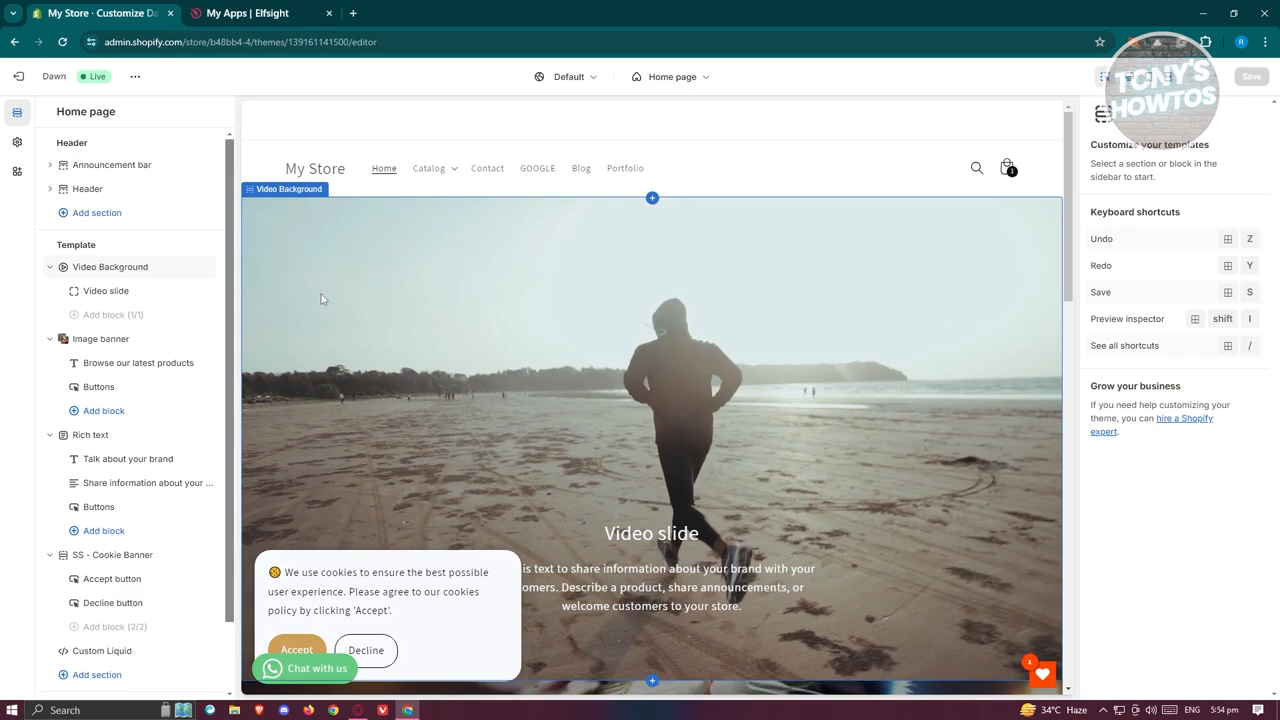 My Store · Customize Da
My Apps | Elfsight
admin.shopify.com/store/b48bb4-4/themes/139161141500/editor
R
Dawn
Live
Default
Home page
Save
TONY'S
HOWTOS
Home page
Header
Announcement bar
Header
Add section
Template
Video Background
Video slide
Add block (1/1)
Image banner
Browse our latest products
Buttons
Add block
Rich text
Talk about your brand
Share information about your ...
Buttons
Add block
SS - Cookie Banner
Accept button
Decline button
Add block (2/2)
Custom Liquid
Add section
My Store
Home
Catalog
Contact
GOOGLE
Blog
Portfolio
1
Video Background
Video slide
is text to share information about your brand with your
omers. Describe a product, share announcements, or
welcome customers to your store.
We use cookies to ensure the best possible
user experience. Please agree to our cookies
policy by clicking 'Accept'.
Accept
Decline
Chat with us
1
Customize your templates
Select a section or block in the
sidebar to start.
Keyboard shortcuts
Undo
Z
Redo
Y
Save
S
Preview inspector
shift
I
See all shortcuts
/
Grow your business
If you need help customizing your
theme, you can hire a Shopify
expert.
Search
34°C Haze
ENG
5:54 pm